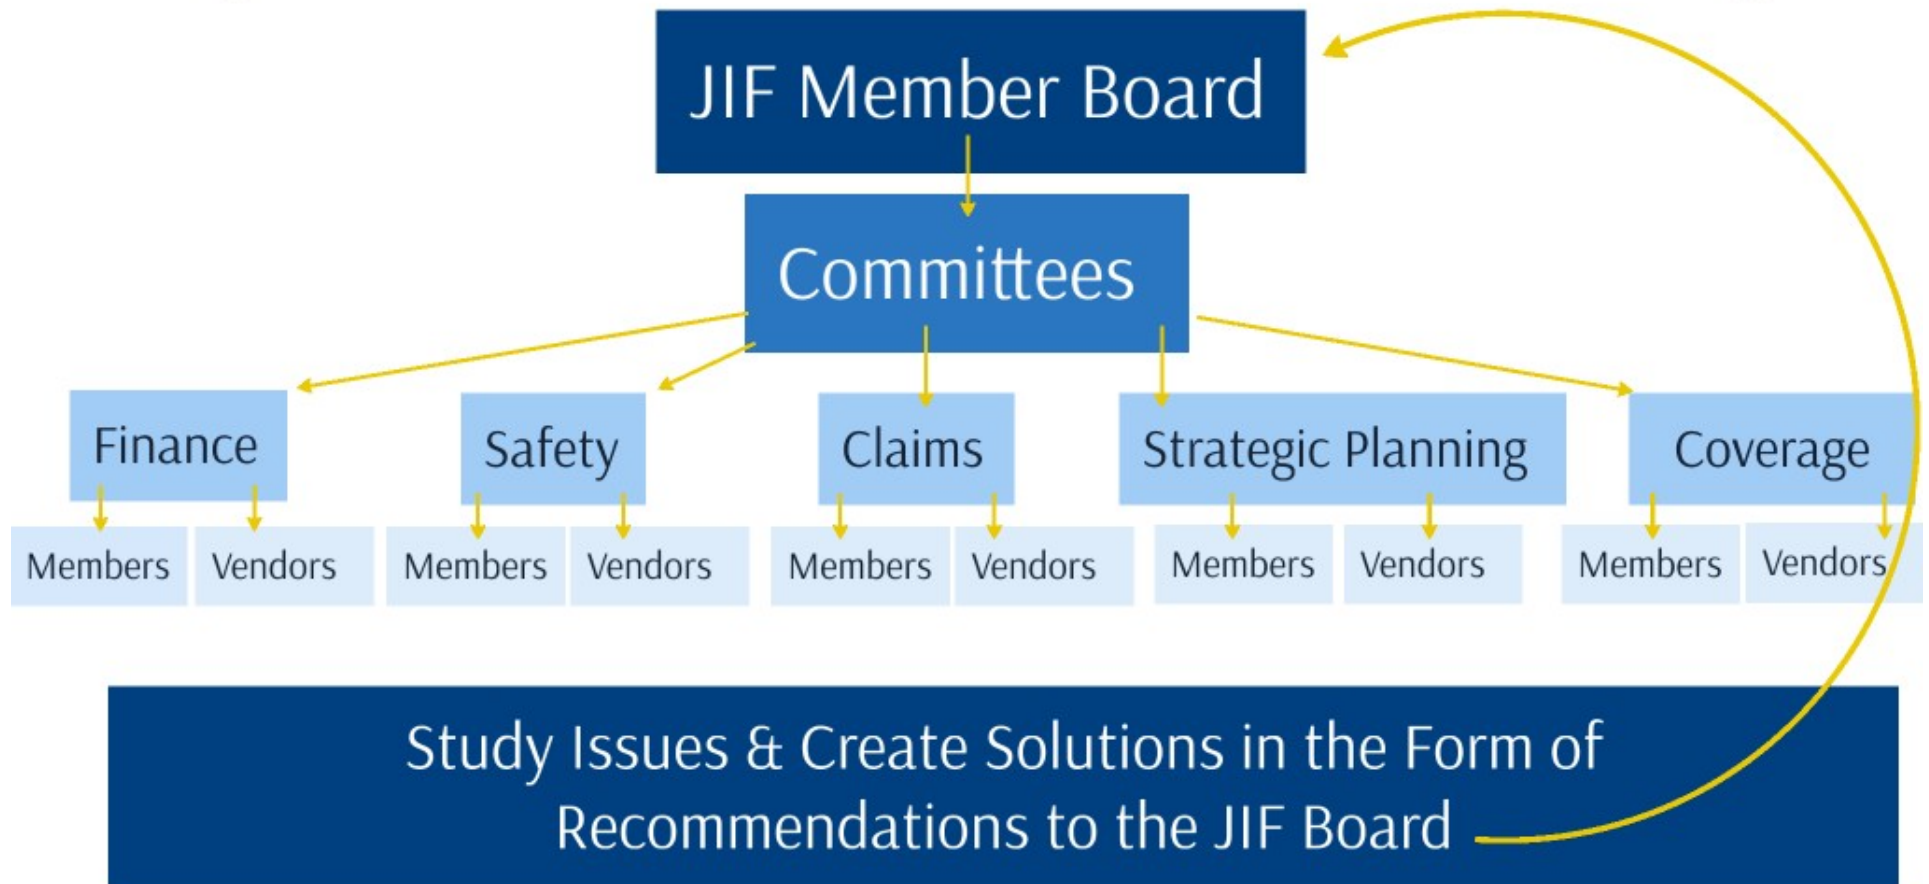 JIF Member Board
Committees
Finance
Safety
Claims
Strategic Planning
Coverage
Members
Vendors
Members
Vendors
Members
Vendors
Members
Vendors
Members
Vendors
Study Issues & Create Solutions in the Form of
Recommendations to the JIF Board